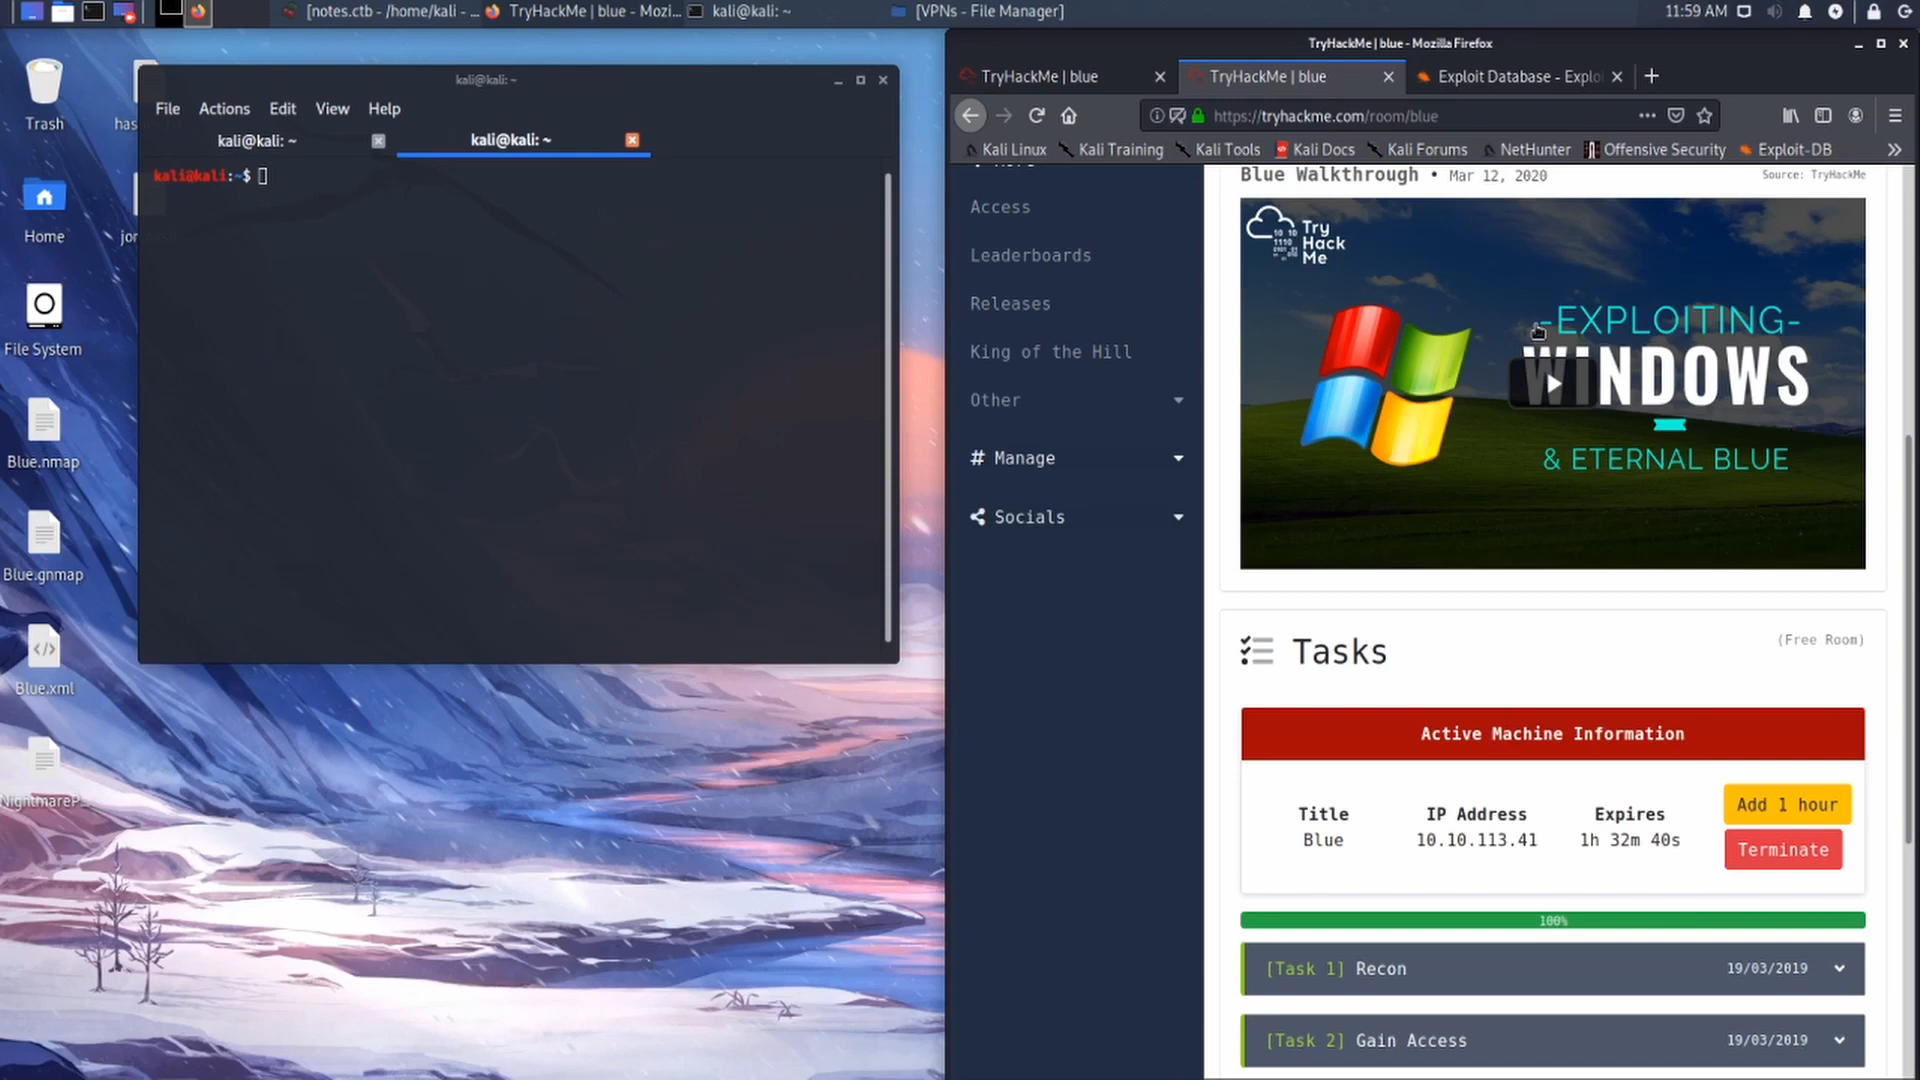 [notes.ctb - /home/kali - ...
TryHackMe | blue - Mozi...
kali@kali: ~
[VPNs - File Manager]
11:59 AM
Trash
Home
File System
Blue.nmap
Blue.gnmap
Blue.xml
NightmareP...
kali@kali: ~
File Actions Edit View Help
kali@kali: ~
kali@kali: ~
kali@kali:~$
TryHackMe | blue - Mozilla Firefox
TryHackMe | blue
TryHackMe | blue
Exploit Database - Explo
https://tryhackme.com/room/blue
Kali Linux
Kali Training
Kali Tools
Kali Docs
Kali Forums
NetHunter
Offensive Security
Exploit-DB
Access
Leaderboards
Releases
King of the Hill
Other
# Manage
Socials
Blue Walkthrough • Mar 12, 2020
Source: TryHackMe
Try
Hack
Me
-EXPLOITING-
WINDOWS
& ETERNAL BLUE
Tasks
(Free Room)
Active Machine Information
Title
Blue
IP Address
10.10.113.41
Expires
1h 32m 40s
Add 1 hour
Terminate
100%
[Task 1] Recon
19/03/2019
[Task 2] Gain Access
19/03/2019